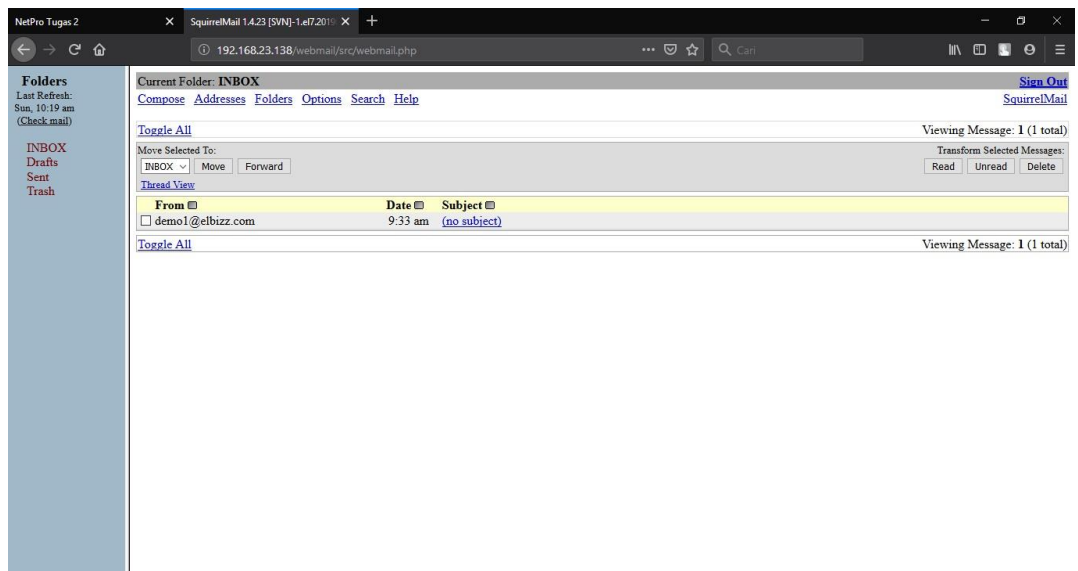 NetPro Tugas 2
SquirrelMail 1.4.23 [SVN]-1.el7.2019
192.168.23.138/webmail/src/webmail.php
Cari
Folders
Last Refresh:
Sun, 10:19 am
(Check mail)
INBOX
Drafts
Sent
Trash
Current Folder: INBOX
Sign Out
Compose Addresses Folders Options Search Help
SquirrelMail
Toggle All
Viewing Message: 1 (1 total)
Move Selected To:
Transform Selected Messages:
INBOX Move Forward
Read Unread Delete
Thread View
From Date Subject
demo1@elbizz.com 9:33 am (no subject)
Toggle All
Viewing Message: 1 (1 total)